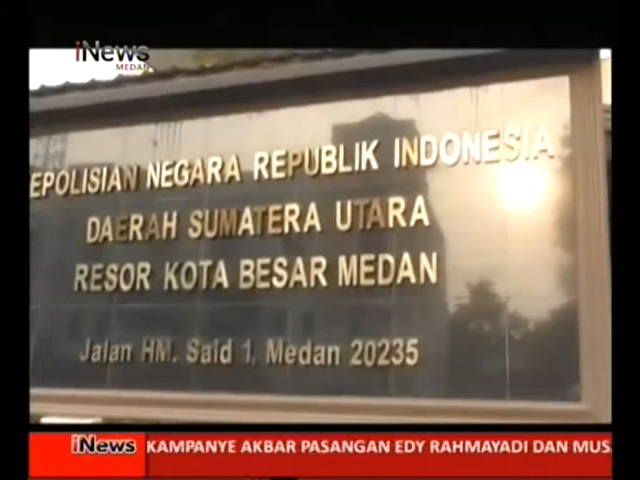 iNews
MEDAN
EPOLISIAN NEGARA REPUBLIK INDONESIA
DAERAH SUMATERA UTARA
RESOR KOTA BESAR MEDAN
Jalan HM. Said 1, Medan 20235
iNews KAMPANYE AKBAR PASANGAN EDY RAHMAYADI DAN MUS